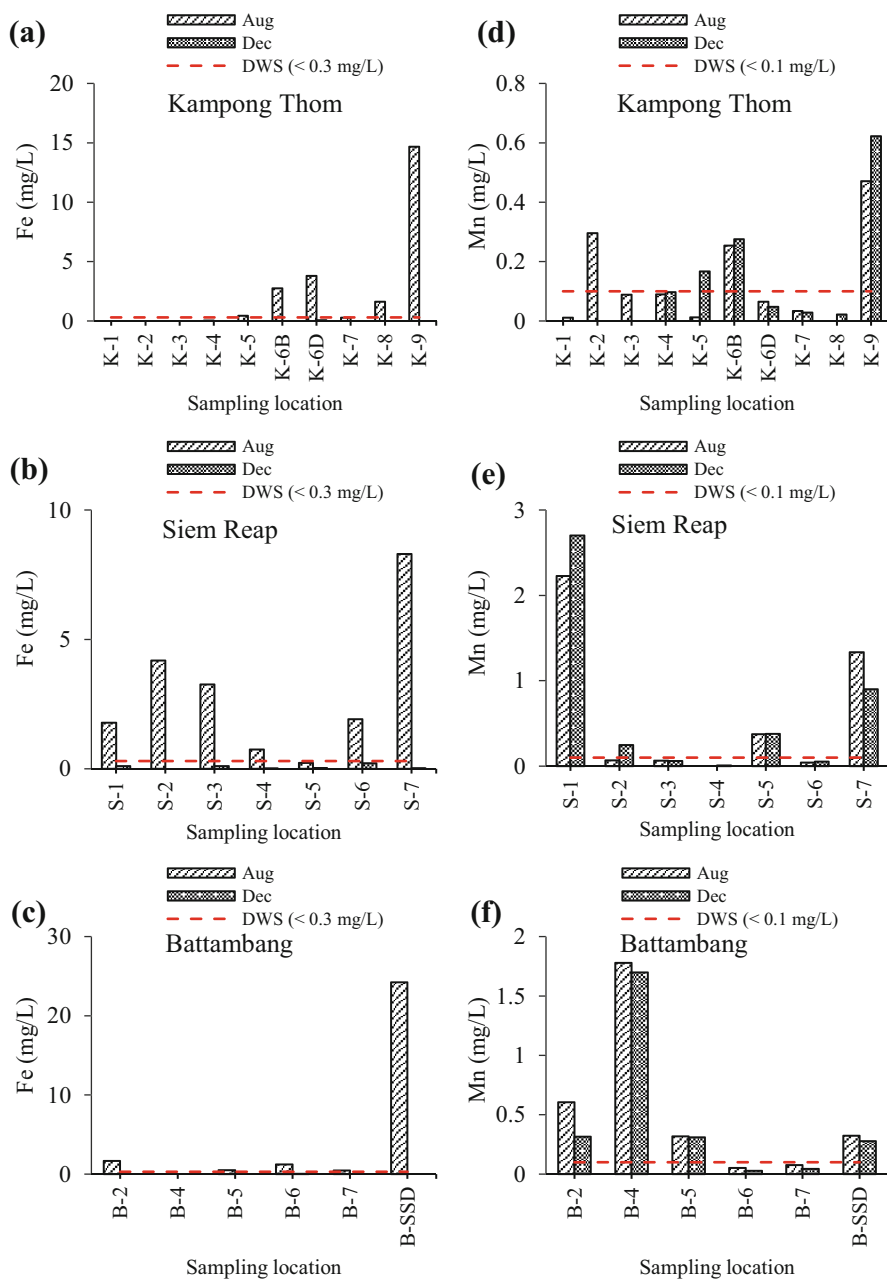 (a)
Aug
Dec
DWS (< 0.3 mg/L)
Kampong Thom
20
15
10
5
0
Fe (mg/L)
K-1
K-2
K-3
K-4
K-5
K-6B
K-6D
K-7
K-8
K-9
Sampling location
(d)
Aug
Dec
DWS (< 0.1 mg/L)
Kampong Thom
0.8
0.6
0.4
0.2
0
Mn (mg/L)
K-1
K-2
K-3
K-4
K-5
K-6B
K-6D
K-7
K-8
K-9
Sampling location
(b)
Aug
Dec
DWS (< 0.3 mg/L)
Siem Reap
10
5
0
Fe (mg/L)
S-1
S-2
S-3
S-4
S-5
S-6
S-7
Sampling location
(e)
Aug
Dec
DWS (< 0.1 mg/L)
Siem Reap
3
2
1
0
Mn (mg/L)
S-1
S-2
S-3
S-4
S-5
S-6
S-7
Sampling location
(c)
Aug
Dec
DWS (< 0.3 mg/L)
Battambang
30
20
10
0
Fe (mg/L)
B-2
B-4
B-5
B-6
B-7
B-SSD
Sampling location
(f)
Aug
Dec
DWS (< 0.1 mg/L)
Battambang
2
1.5
1
0.5
0
Mn (mg/L)
B-2
B-4
B-5
B-6
B-7
B-SSD
Sampling location